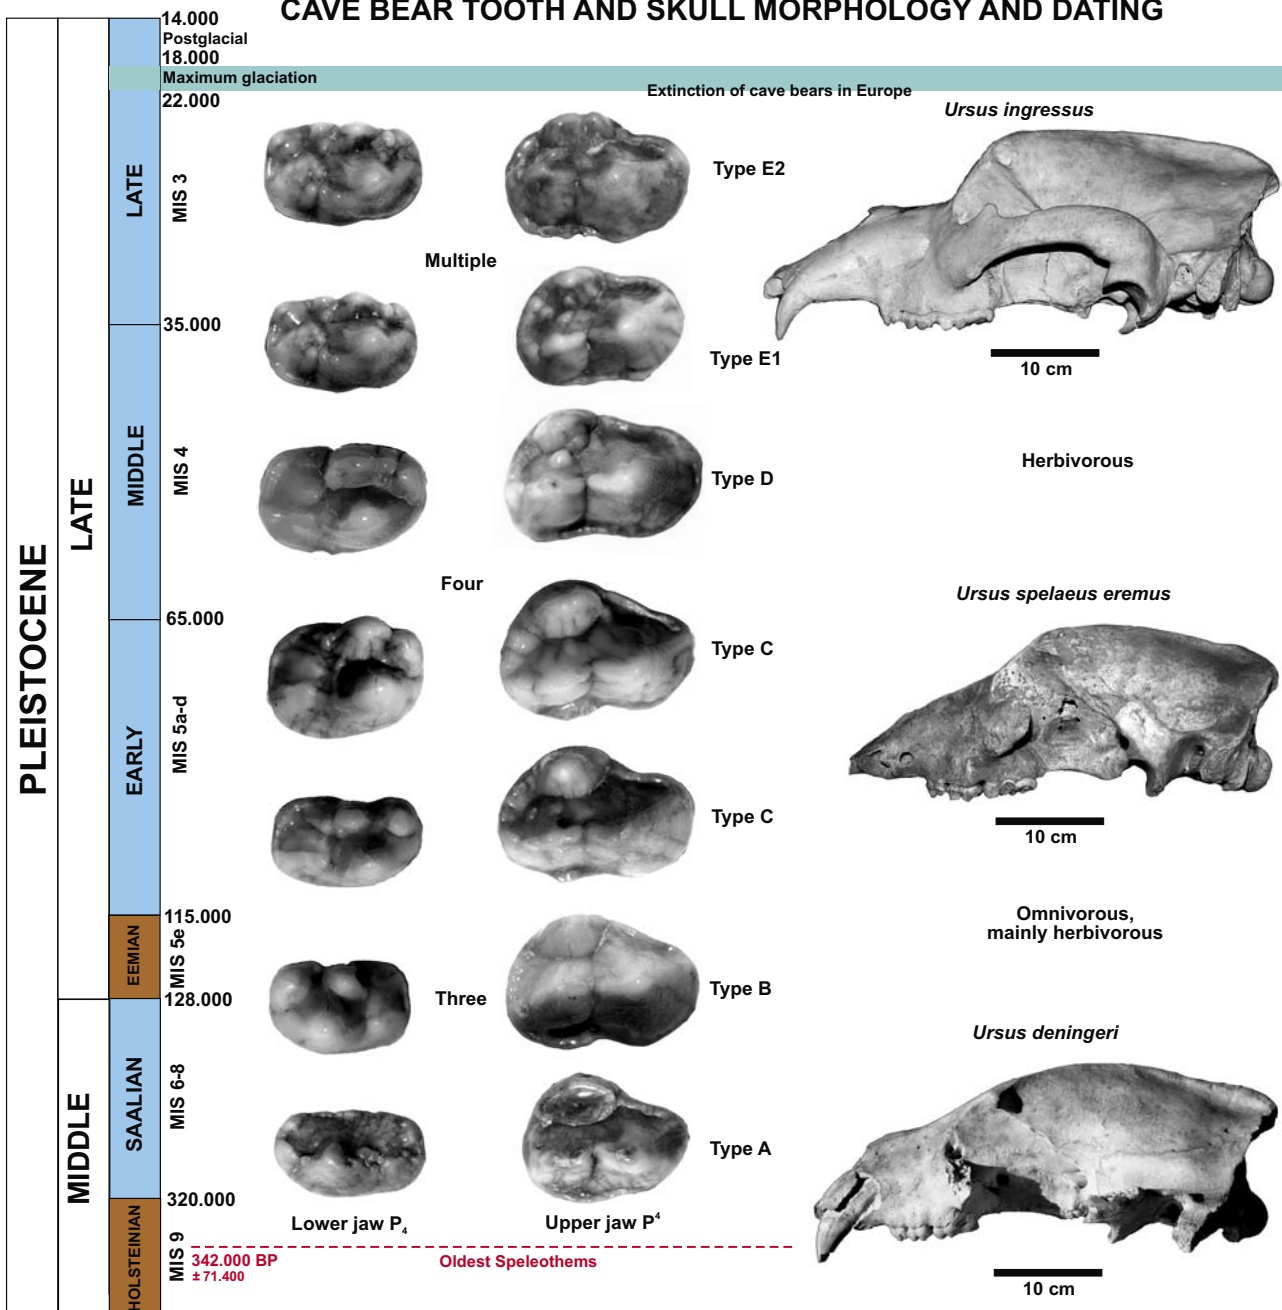 CAVE BEAR TOOTH AND SKULL MORPHOLOGY AND DATING
14.000
Postglacial
18.000
Maximum glaciation
22.000
Extinction of cave bears in Europe
PLEISTOCENE
LATE
MIDDLE
LATE
MIDDLE
EARLY
EEMIAN
SAALIAN
HOLSTEINIAN
MIS 3
35.000
MIS 4
65.000
MIS 5a-d
115.000
MIS 5e
128.000
MIS 6-8
320.000
MIS 9
342.000 BP
± 71.400
Oldest Speleothems
Multiple
Four
Three
Lower jaw P₄
Upper jaw P⁴
Type E2
Type E1
Type D
Type C
Type C
Type B
Type A
Ursus ingressus
10 cm
Herbivorous
Ursus spelaeus eremus
10 cm
Omnivorous,
mainly herbivorous
Ursus deningeri
10 cm